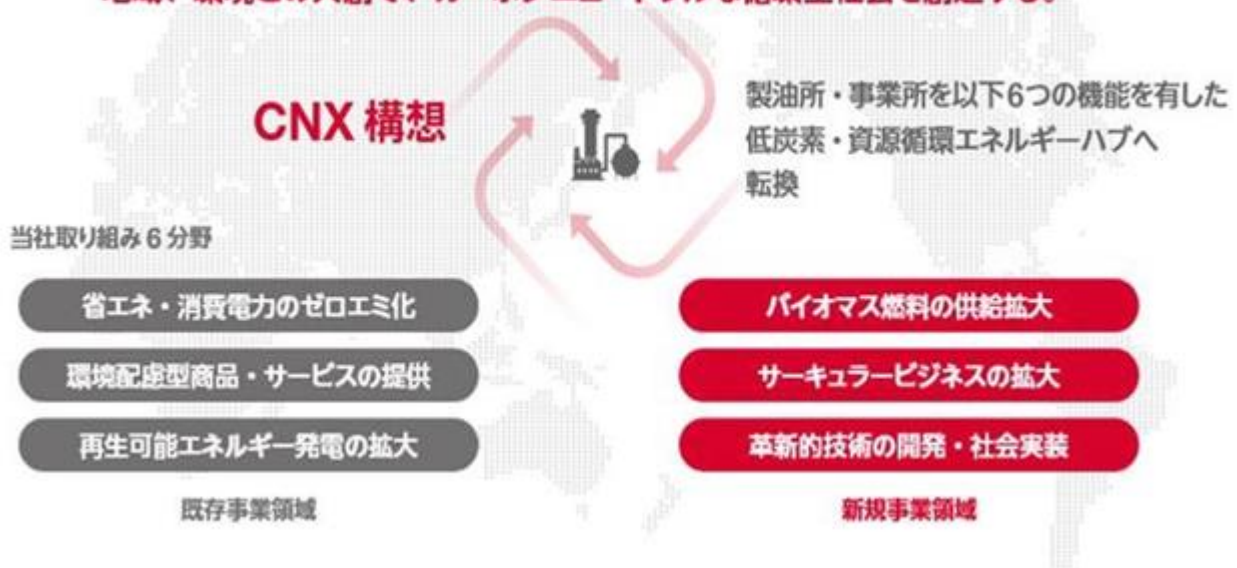 CNX 構想
製油所・事業所を以下6つの機能を有した
低炭素・資源循環エネルギーハブへ
転換
当社取り組み 6 分野
省エネ・消費電力のゼロエミ化
環境配慮型商品・サービスの提供
再生可能エネルギー発電の拡大
既存事業領域
バイオマス燃料の供給拡大
サーキュラービジネスの拡大
革新的技術の開発・社会実装
新規事業領域